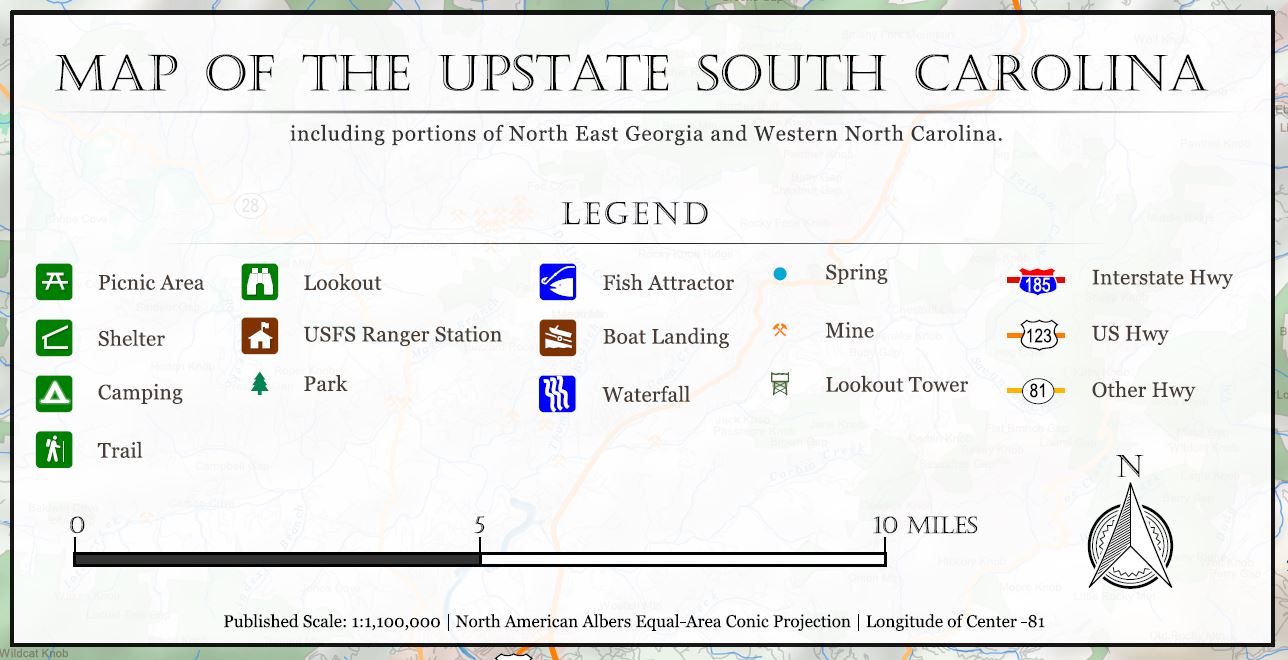 MAP OF THE UPSTATE SOUTH CAROLINA
including portions of North East Georgia and Western North Carolina.
28
LEGEND
Picnic Area
Shelter
Camping
Trail
Lookout
USFS Ranger Station
Park
Fish Attractor
Boat Landing
Waterfall
Spring
Mine
Lookout Tower
185 Interstate Hwy
123 US Hwy
81 Other Hwy
N
0 5 10 MILES
Published Scale: 1:1,100,000 | North American Albers Equal-Area Conic Projection | Longitude of Center -81
Wildcat Knob